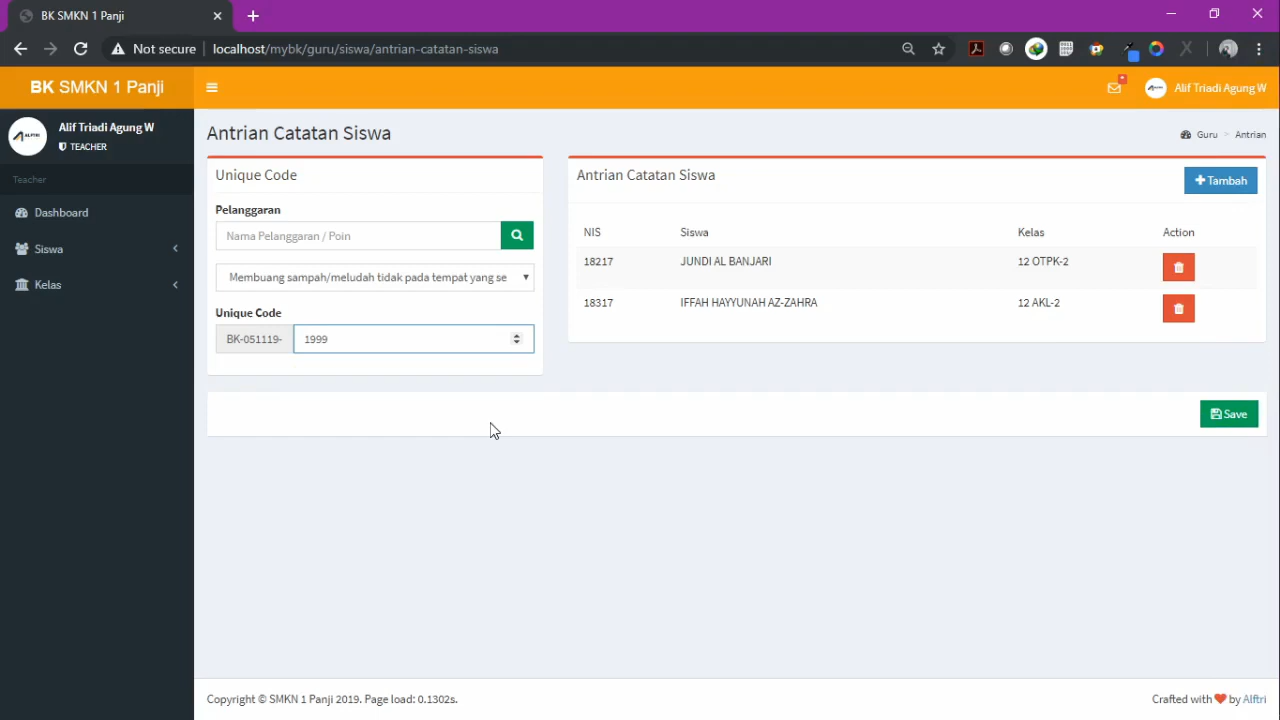 BK SMKN 1 Panji
Not secure
localhost/mybk/guru/siswa/antrian-catatan-siswa
BK SMKN 1 Panji
Alif Triadi Agung W
Alif Triadi Agung W
TEACHER
Teacher
Dashboard
Siswa
Kelas
Antrian Catatan Siswa
Guru > Antrian
Unique Code
Pelanggaran
Nama Pelanggaran / Poin
Membuang sampah/meludah tidak pada tempat yang se
Unique Code
BK-051119-
1999
Antrian Catatan Siswa
Tambah
NIS Siswa Kelas Action
18217 JUNDI AL BANJARI 12 OTPK-2
18317 IFFAH HAYYUNAH AZ-ZAHRA 12 AKL-2
Save
Copyright © SMKN 1 Panji 2019. Page load: 0.1302s.
Crafted with ❤ by Alftri